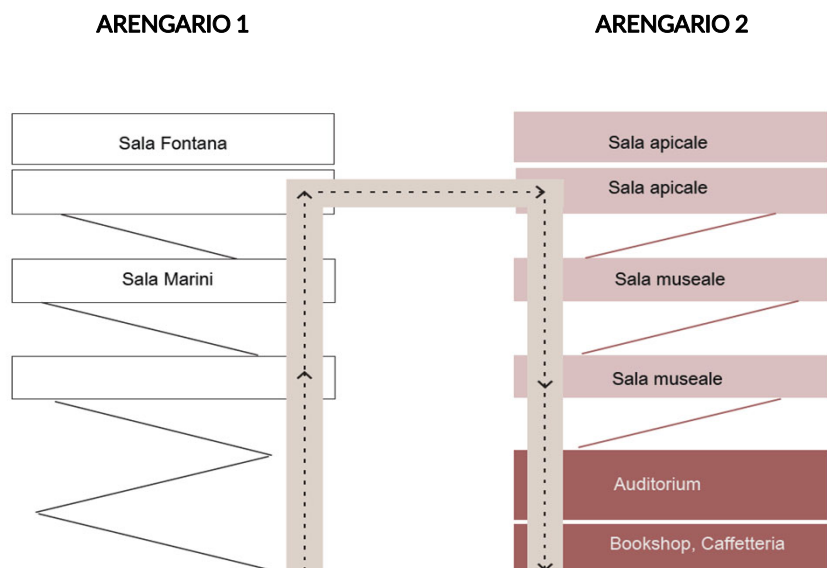 ARENGARIO 1
ARENGARIO 2
Sala Fontana
Sala apicale
Sala apicale
Sala Marini
Sala museale
Sala museale
Auditorium
Bookshop, Caffetteria